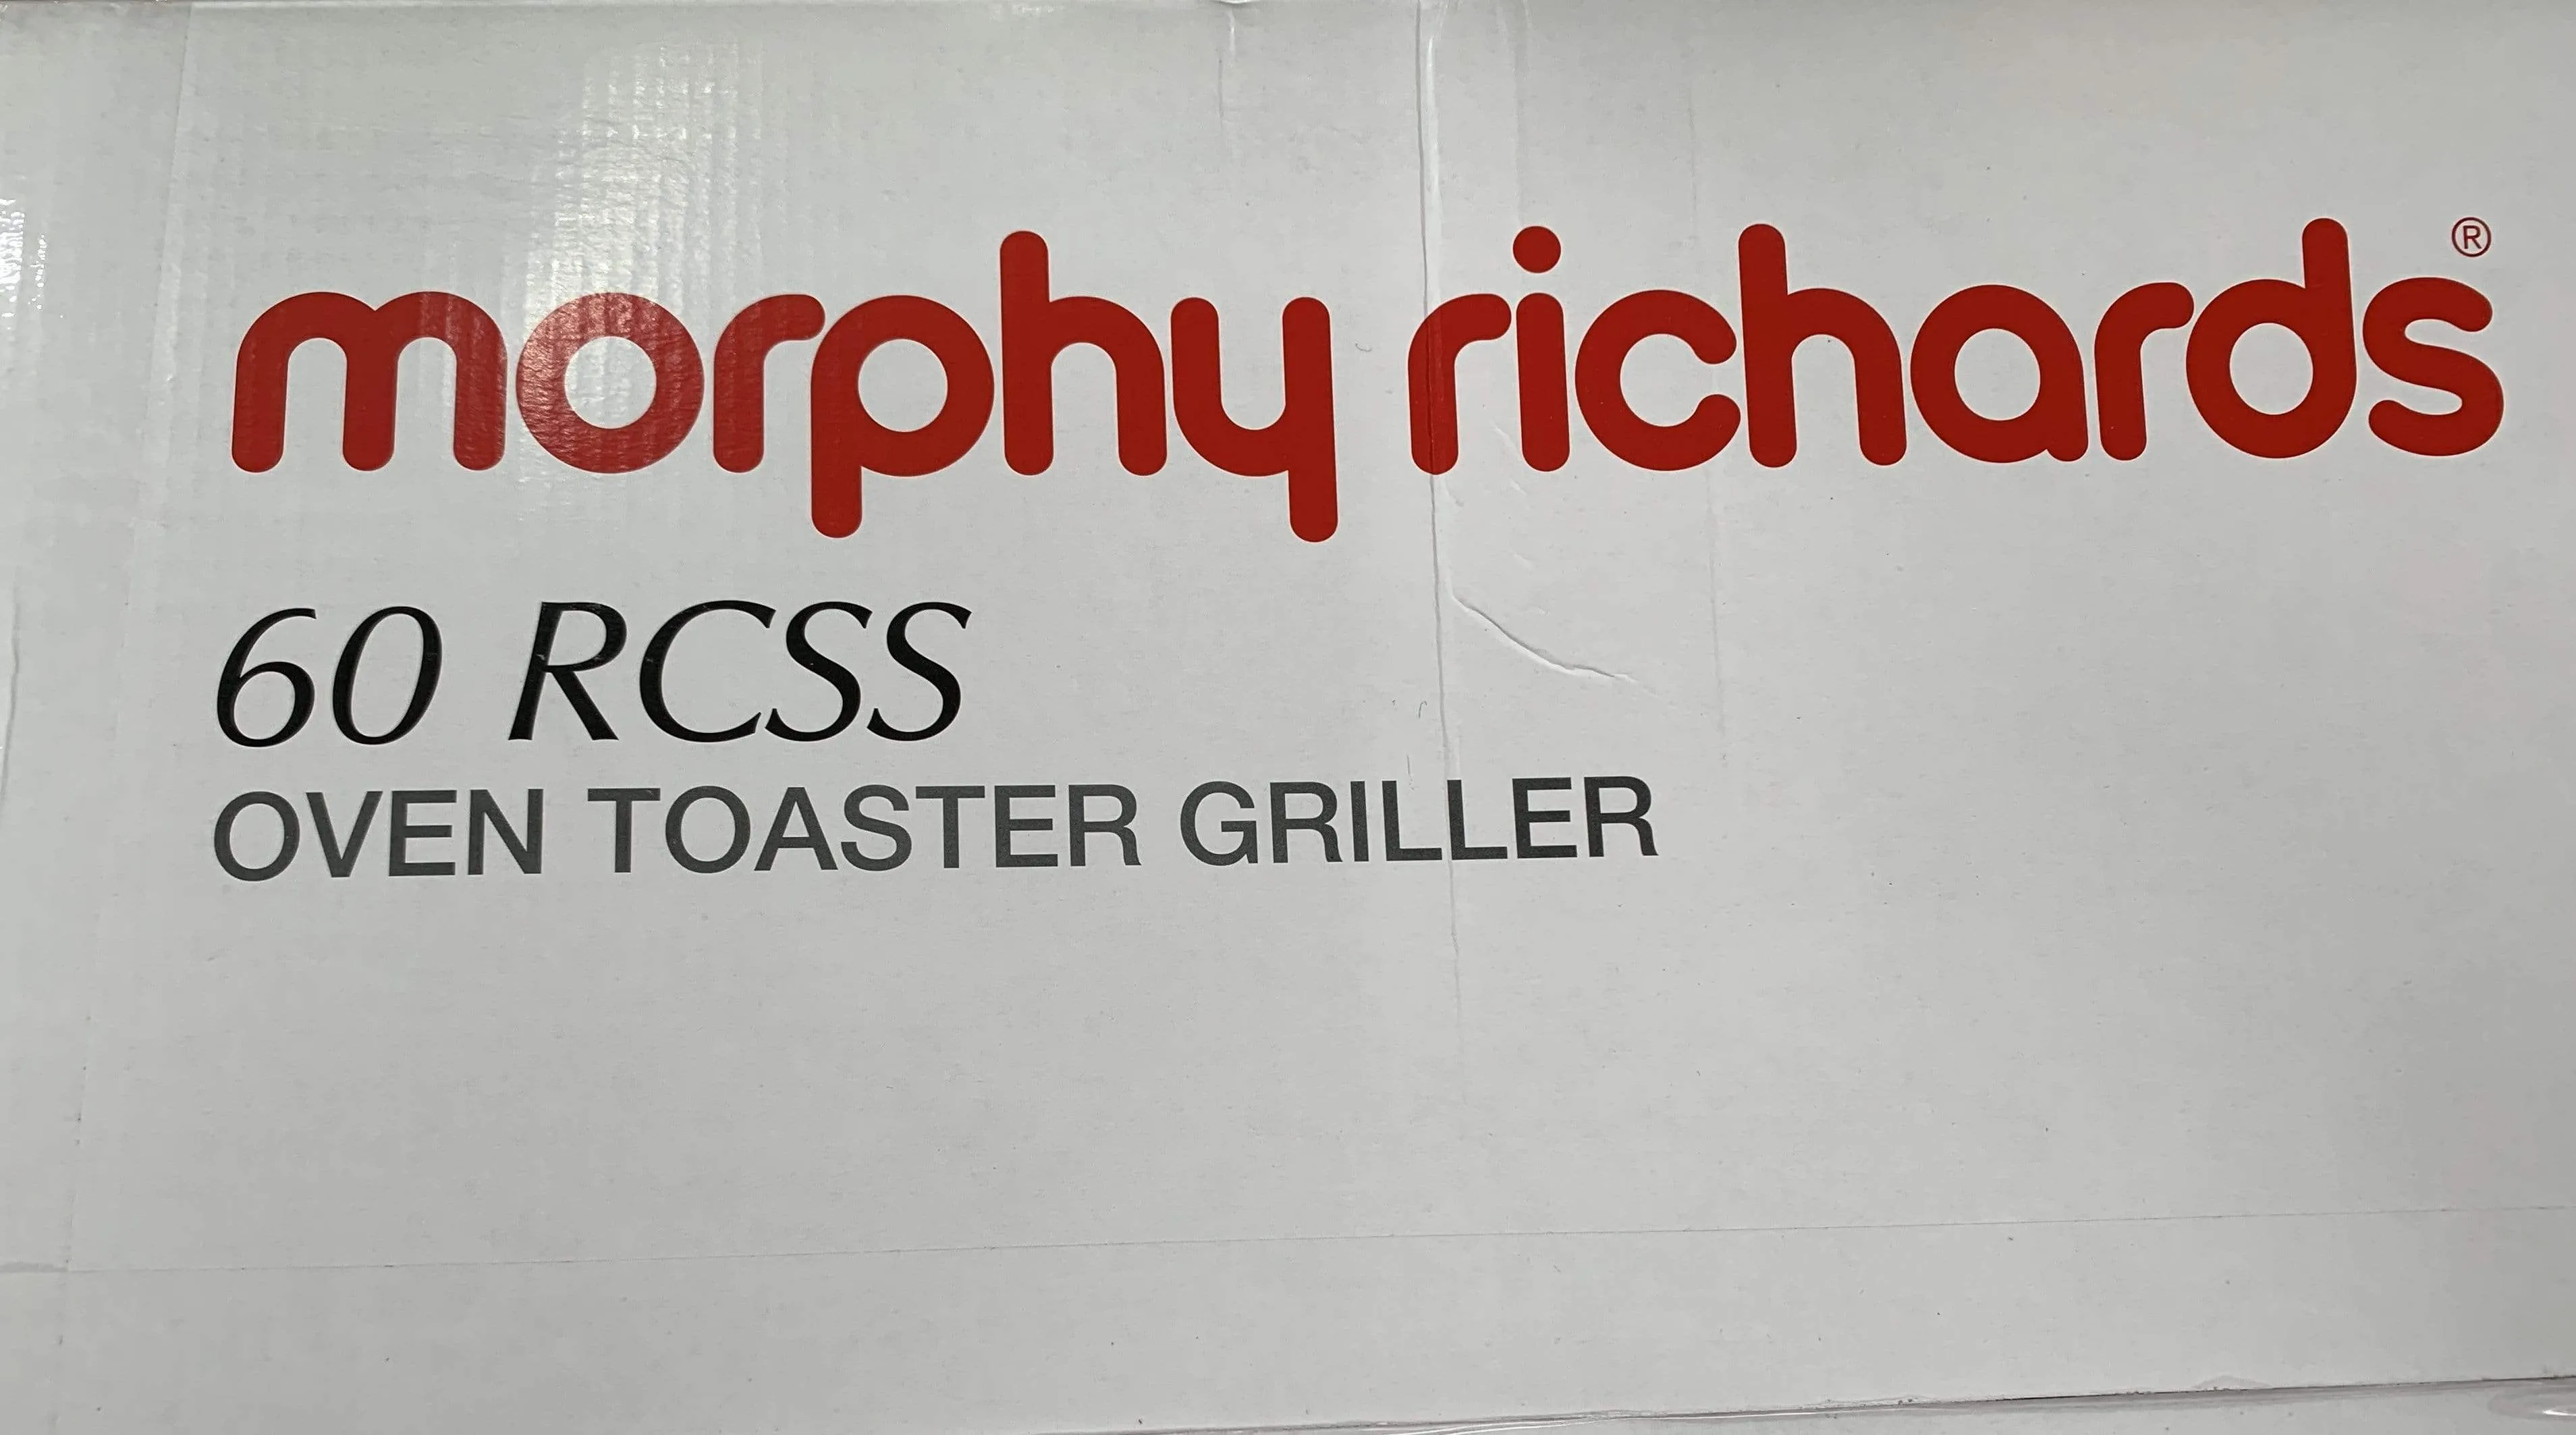 morphy richards®
60 RCSS
OVEN TOASTER GRILLER